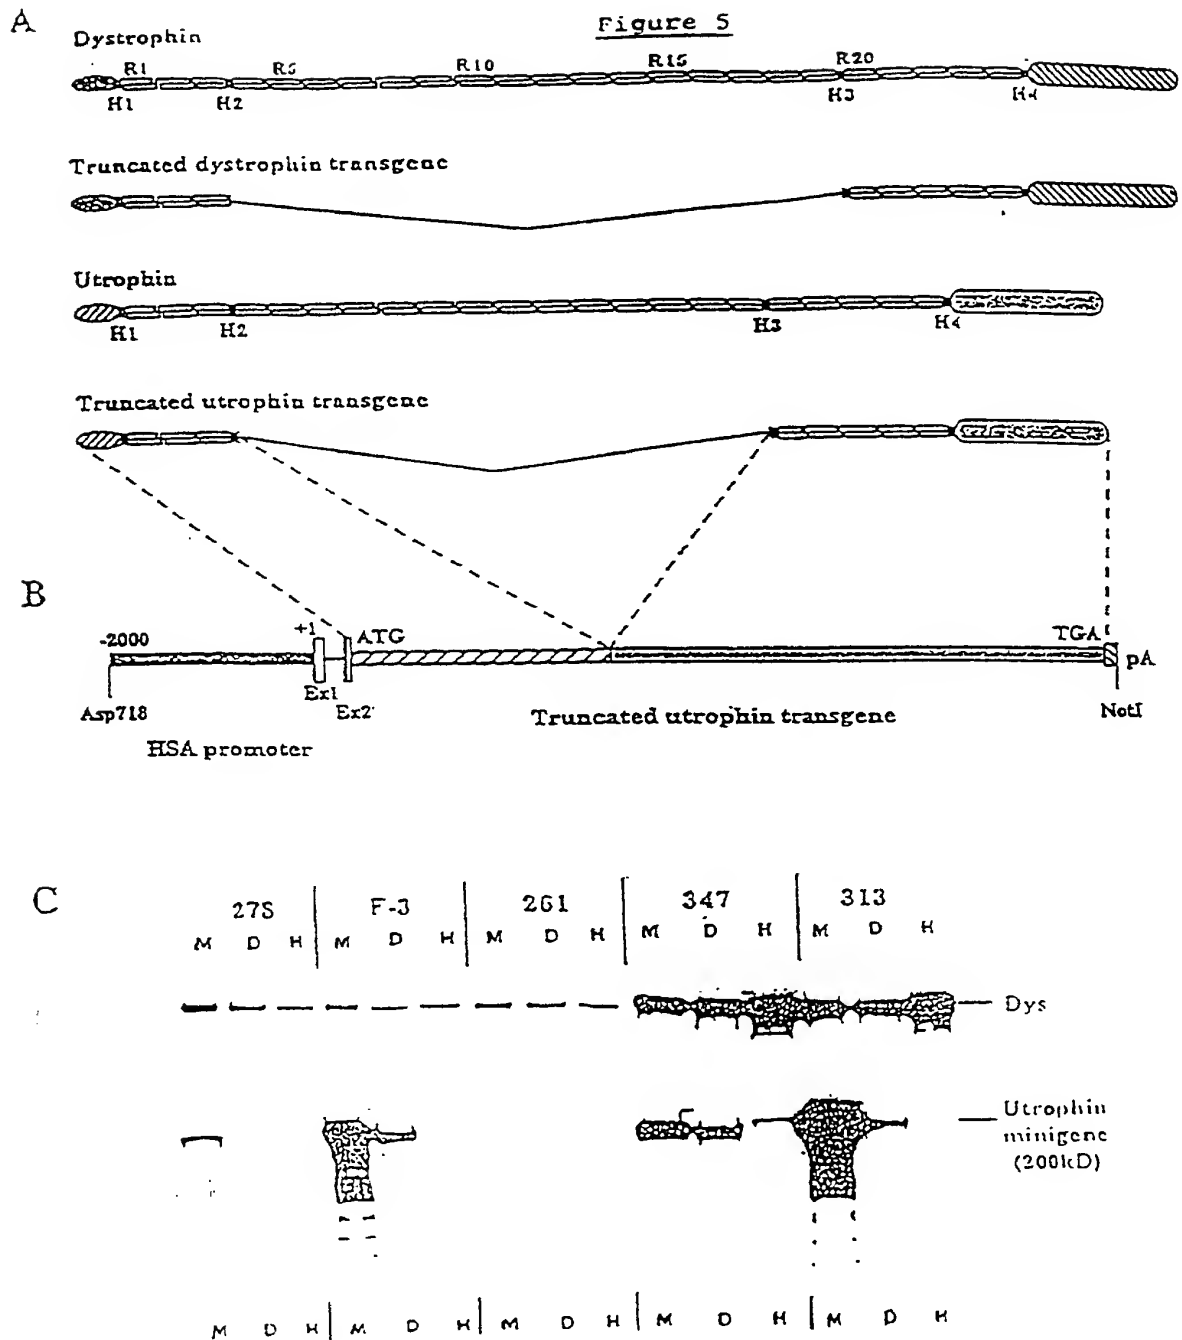 Figure 5
A
Dystrophin
R1 R5 R10 R15 R20
H1 H2 H3 H4
Truncated dystrophin transgene
Utrophin
H1 H2 H3 H4
Truncated utrophin transgene
B
-2000 +1 ATG TGA
pA
Ex1
Asp718 Ex2 Truncated utrophin transgene NotI
HSA promoter
C
27S F-3 261 347 313
M D H M D H M D H M D H M D H
Dys
Utrophin
minigene
(200kD)
M D H M D H M D H M D H M D H